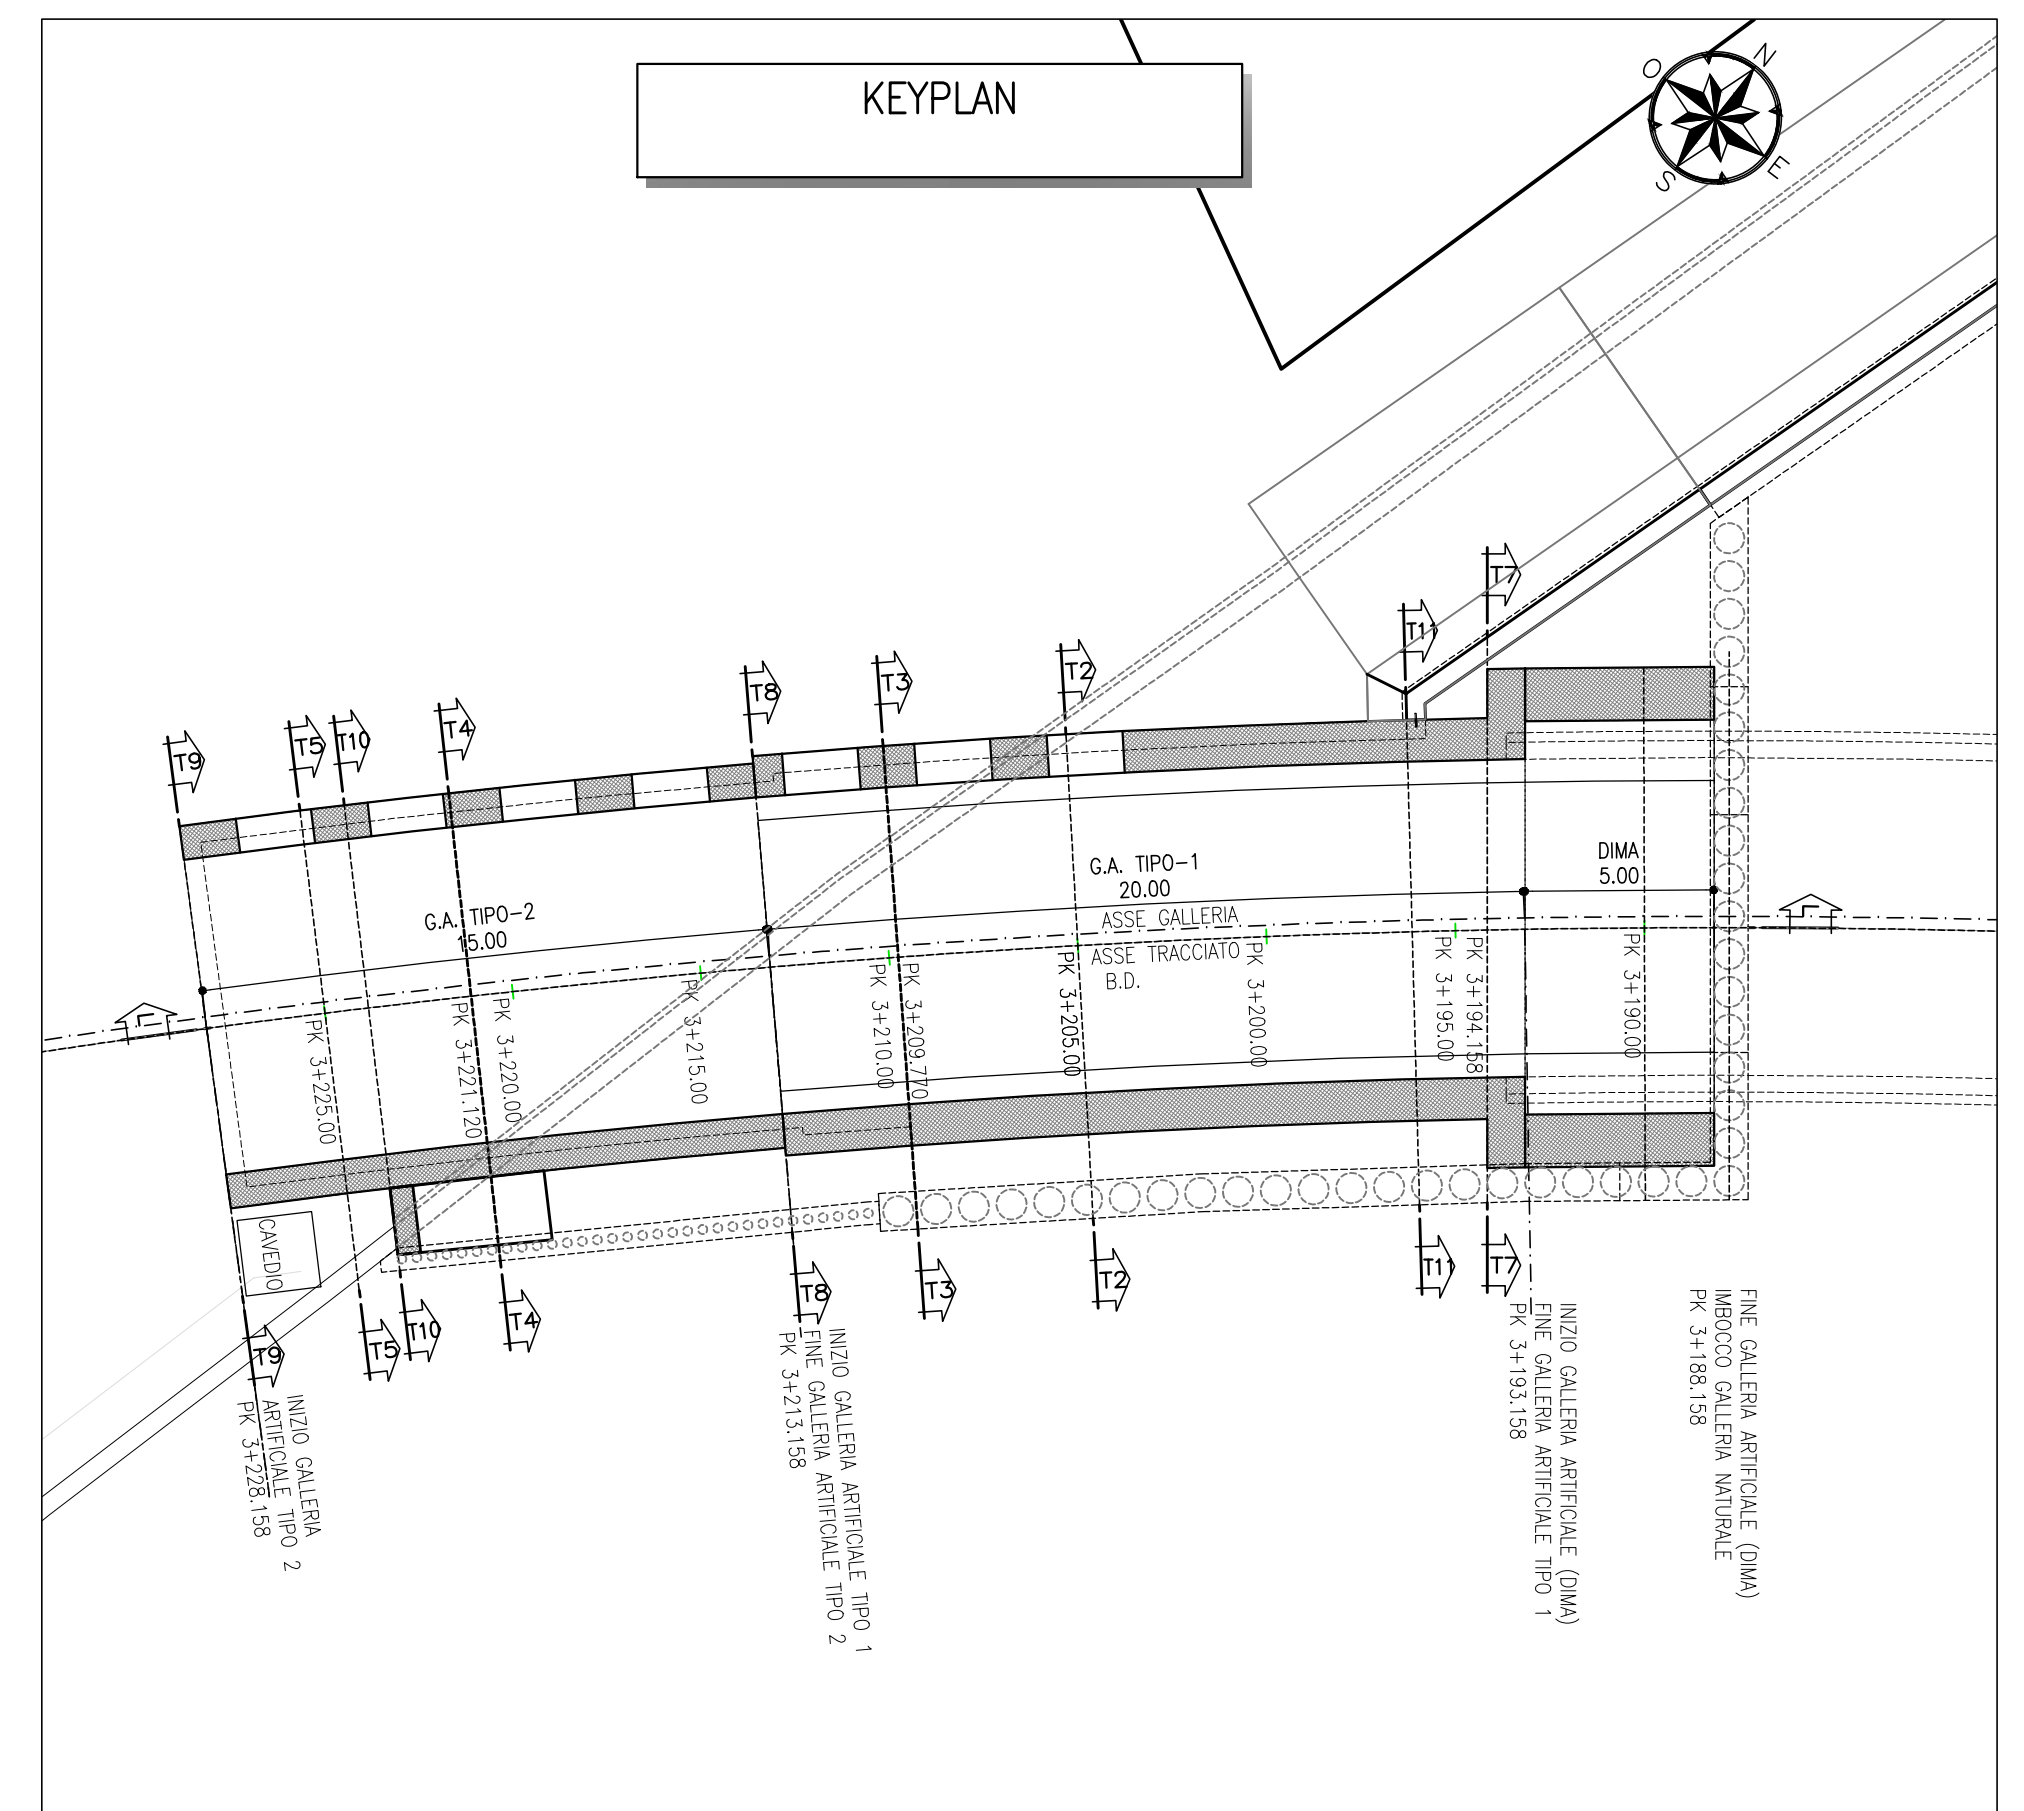 KEYPLAN
O
N
S
E
T9
T5
T10
T4
T8
T3
T2
T11
T7
G.A. TIPO-2
15.00
G.A. TIPO-1
20.00
DIMA
5.00
ASSE GALLERIA
ASSE TRACCIATO
B.D.
L
L
PK 3+225.00
PK 3+221.120
PK 3+220.00
PK 3+215.00
PK 3+210.00
PK 3+209.770
PK 3+205.00
PK 3+200.00
PK 3+195.00
PK 3+194.158
PK 3+190.00
CAVEDIO
T9
T5
T10
T4
T8
T3
T2
T11
T7
INIZIO GALLERIA
ARTIFICIALE TIPO 2
PK 3+228.158
INIZIO GALLERIA ARTIFICIALE TIPO 1
FINE GALLERIA ARTIFICIALE TIPO 2
PK 3+213.158
INIZIO GALLERIA ARTIFICIALE (DIMA)
FINE GALLERIA ARTIFICIALE TIPO 1
PK 3+193.158
FINE GALLERIA ARTIFICIALE (DIMA)
IMBOCCO GALLERIA NATURALE
PK 3+188.158